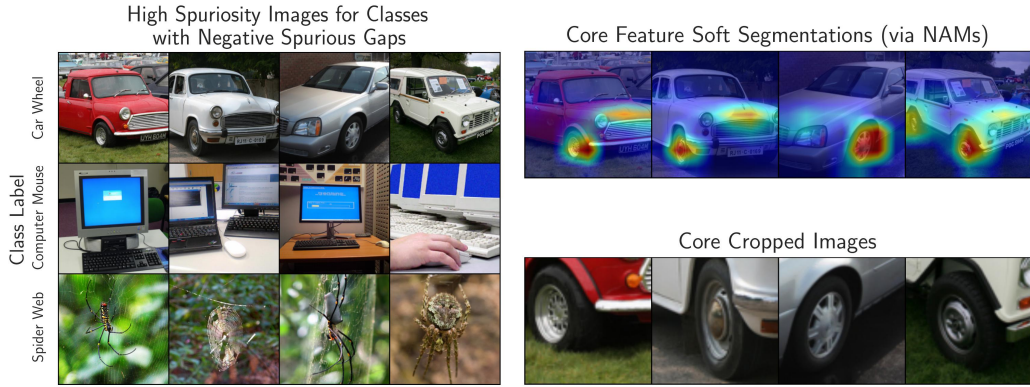 High Spuriosity Images for Classes
with Negative Spurious Gaps
Core Feature Soft Segmentations (via NAMs)
Class Label
Car Wheel
Computer Mouse
Spider Web
Core Cropped Images